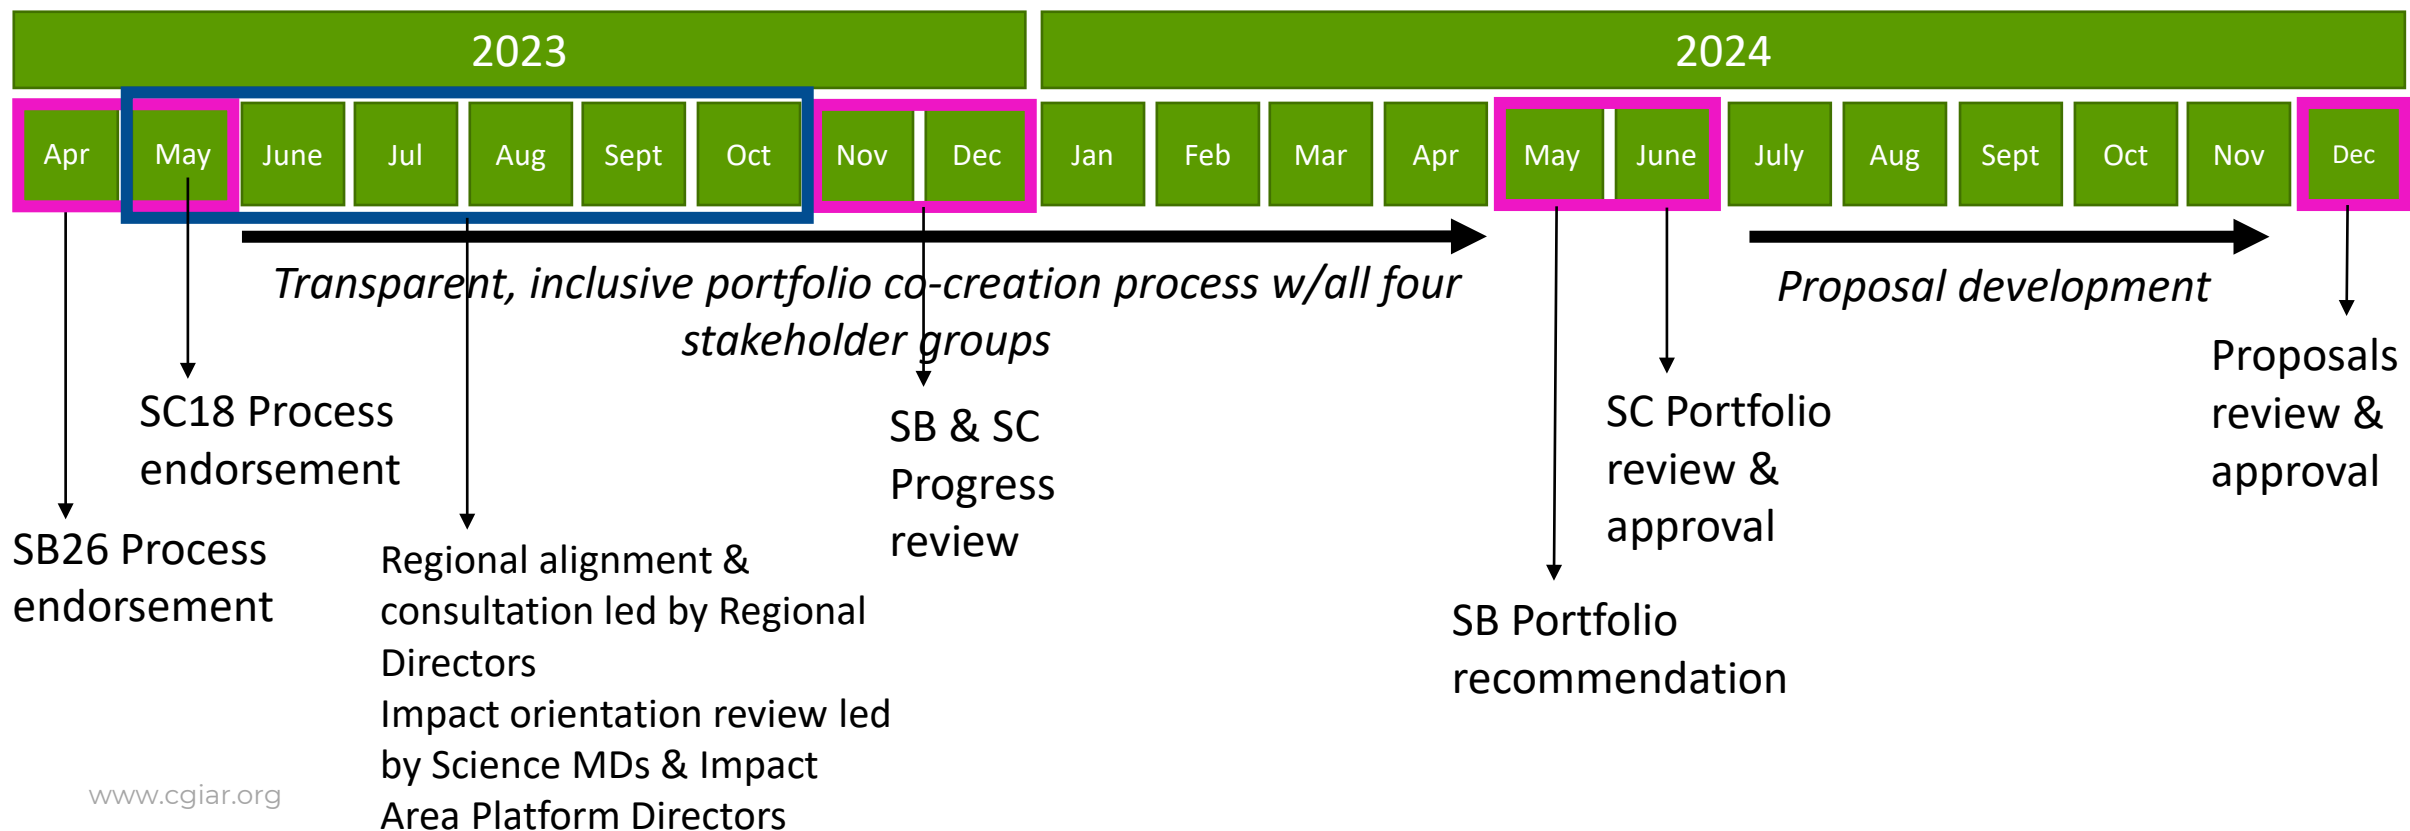 2023
2024
Apr
May
June
Jul
Aug
Sept
Oct
Nov
Dec
Jan
Feb
Mar
Apr
May
June
July
Aug
Sept
Oct
Nov
Dec
Transparent, inclusive portfolio co-creation process w/all four
stakeholder groups
Proposal development
SB26 Process
endorsement
SC18 Process
endorsement
Regional alignment &
consultation led by Regional
Directors
Impact orientation review led
by Science MDs & Impact
Area Platform Directors
SB & SC
Progress
review
SB Portfolio
recommendation
SC Portfolio
review &
approval
Proposals
review &
approval
www.cgiar.org